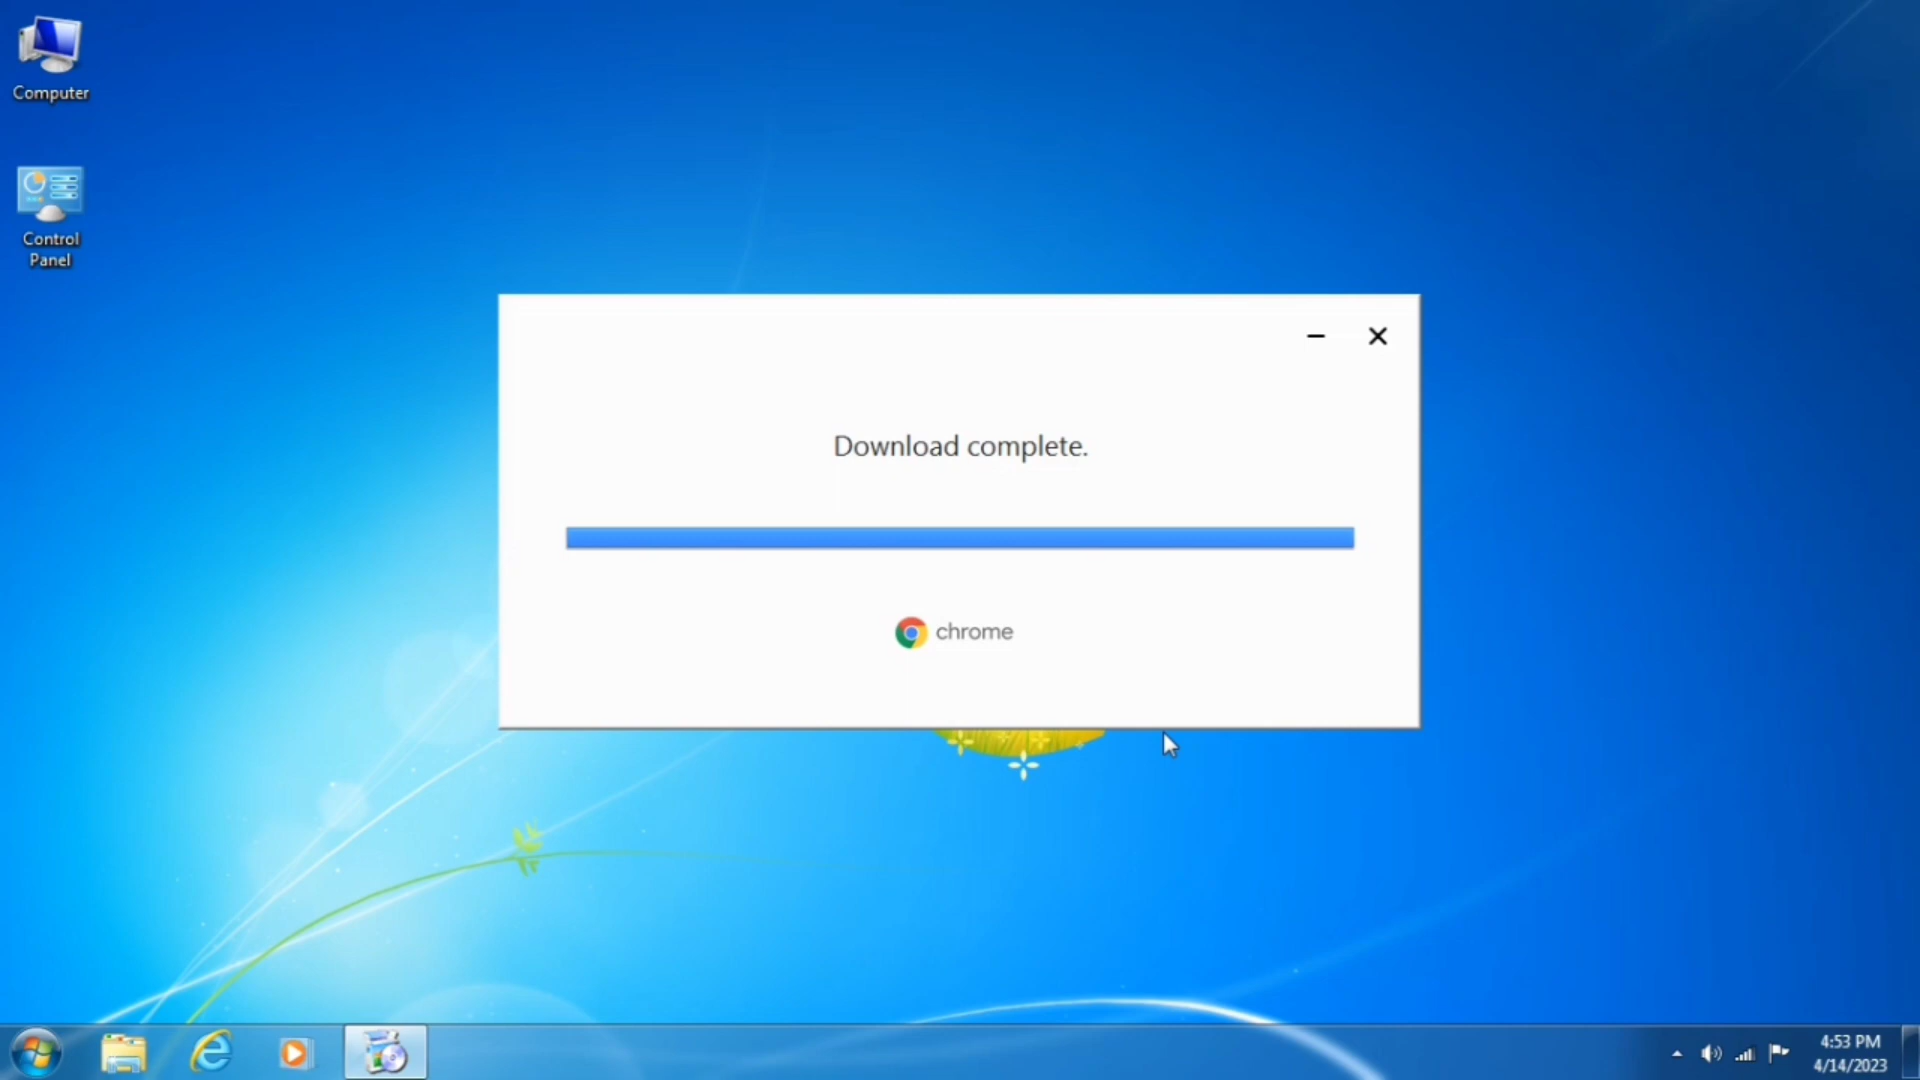 Computer
Control
Panel
Download complete.
chrome
4:53 PM
4/14/2023